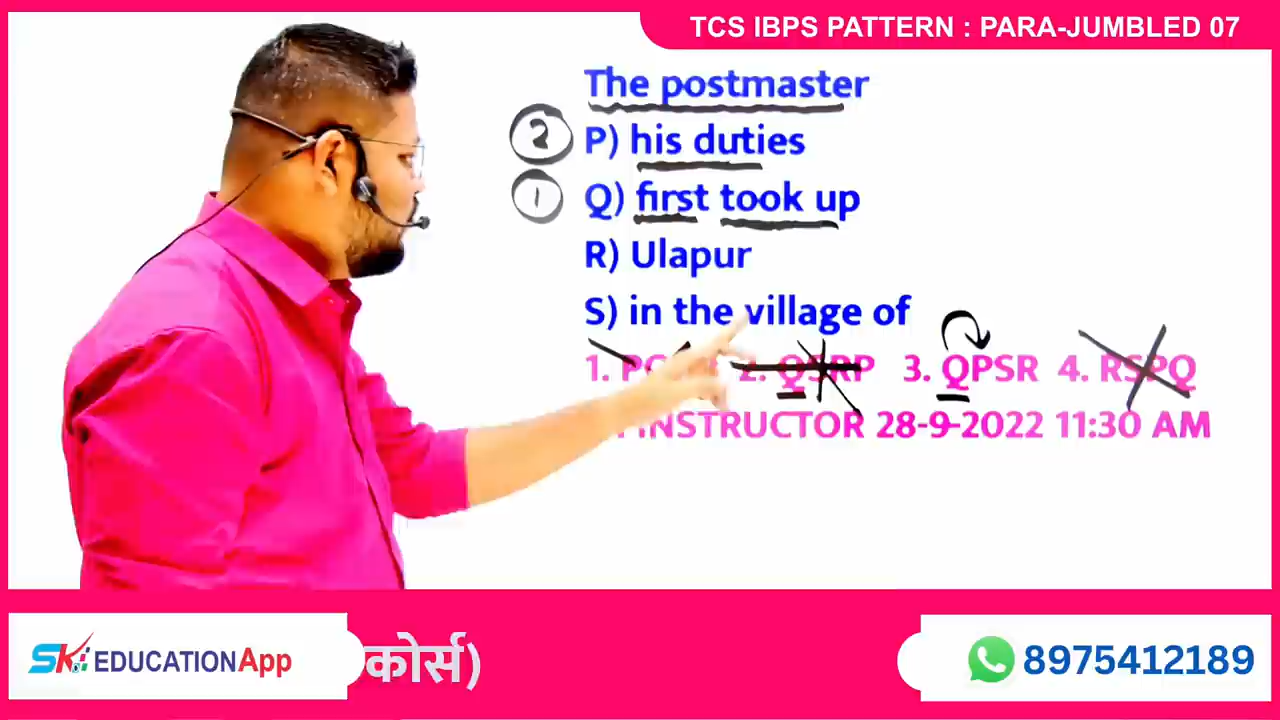 TCS IBPS PATTERN : PARA-JUMBLED 07
The postmaster
2 P) his duties
1 Q) first took up
R) Ulapur
S) in the village of
1. 2. QSRP 3. QPSR 4. RSPQ
INSTRUCTOR 28-9-2022 11:30 AM
SK EDUCATIONApp कोर्स) 8975412189